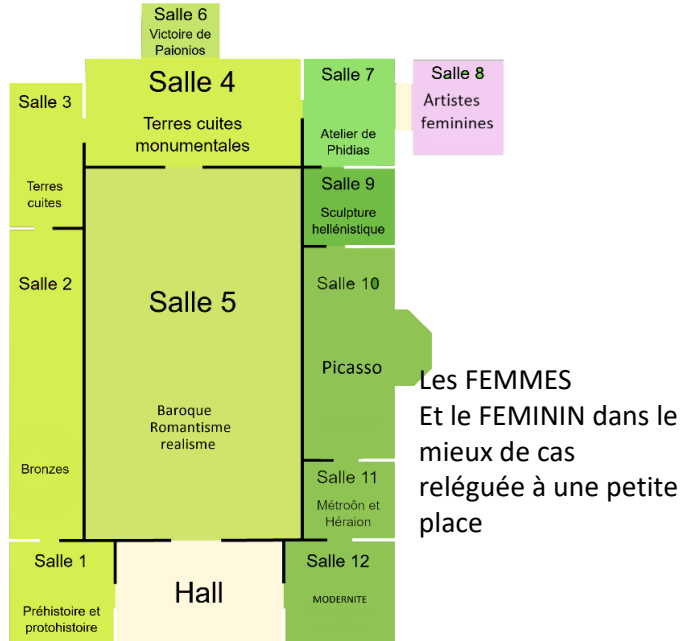 Salle 6
Victoire de
Paionios
Salle 4
Terres cuites
monumentales
Salle 7
Atelier de
Phidias
Salle 8
Artistes
feminines
Salle 3
Terres
cuites
Salle 9
Sculpture
hellénistique
Salle 2
Bronzes
Salle 5
Baroque
Romantisme
realisme
Salle 10
Picasso
Les FEMMES
Et le FEMININ dans le
mieux de cas
reléguée à une petite
place
Salle 11
Métroôn et
Héraion
Salle 1
Préhistoire et
protohistoire
Hall
Salle 12
MODERNITE